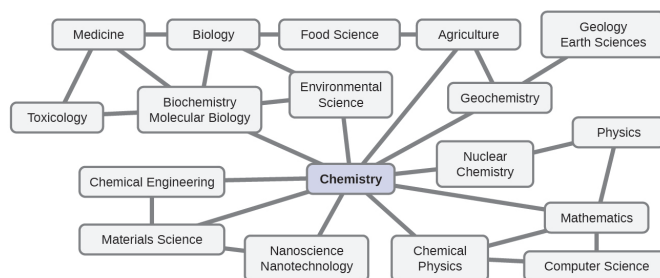 Geology
Earth Sciences
Medicine
Biology
Food Science
Agriculture
Environmental
Science
Geochemistry
Biochemistry
Molecular Biology
Toxicology
Physics
Nuclear
Chemistry
Chemical Engineering
Chemistry
Mathematics
Materials Science
Nanoscience
Nanotechnology
Chemical
Physics
Computer Science